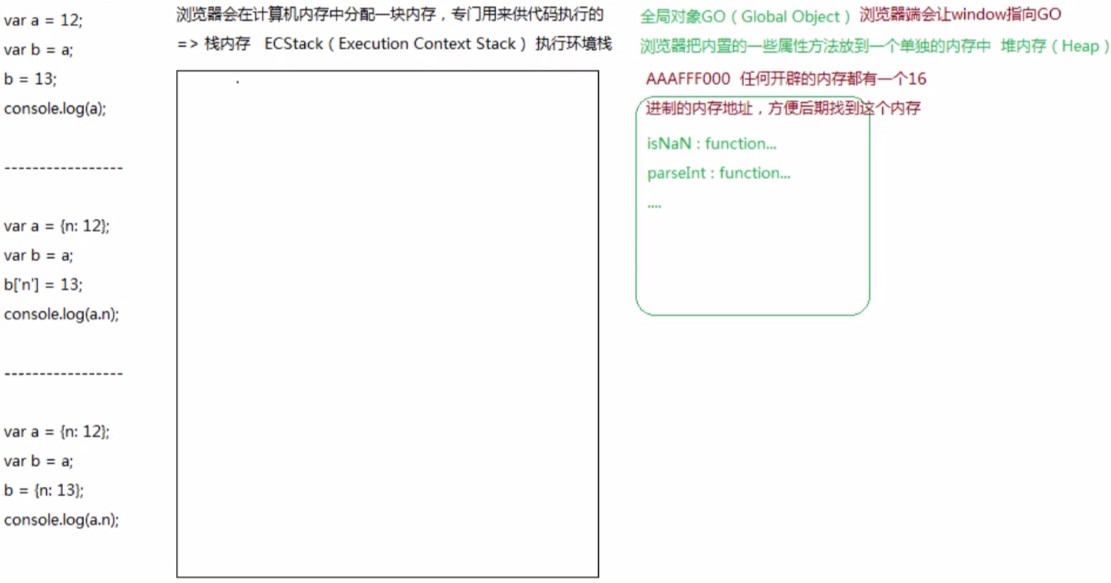 var a = 12;
var b = a;
b = 13;
console.log(a);
-----------------
var a = {n: 12};
var b = a;
b['n'] = 13;
console.log(a.n);
-----------------
var a = {n: 12};
var b = a;
b = {n: 13};
console.log(a.n);
浏览器会在计算机内存中分配一块内存，专门用来供代码执行的
=> 栈内存 ECStack（Execution Context Stack）执行环境栈
全局对象GO（Global Object） 浏览器端会让window指向GO
浏览器把内置的一些属性方法放到一个单独的内存中 堆内存（Heap）
AAAFFF000 任何开辟的内存都有一个16
进制的内存地址，方便后期找到这个内存
isNaN : function...
parseInt : function...
....